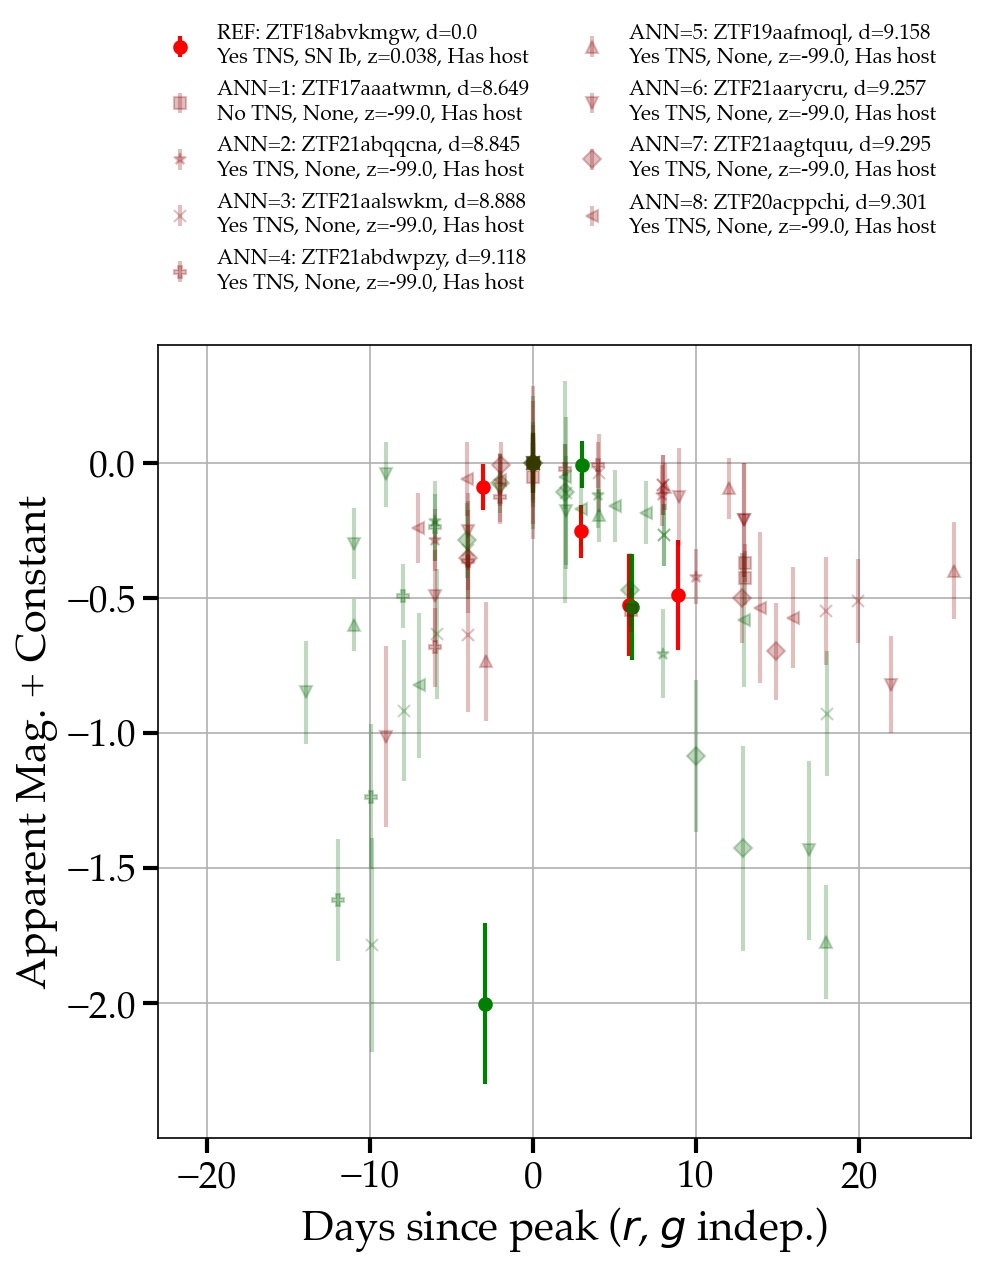 REF: ZTF18abvkmgw, d=0.0
Yes TNS, SN Ib, z=0.038, Has host
ANN=1: ZTF17aaatwmn, d=8.649
No TNS, None, z=-99.0, Has host
ANN=2: ZTF21abqqcna, d=8.845
Yes TNS, None, z=-99.0, Has host
ANN=3: ZTF21aalswkm, d=8.888
Yes TNS, None, z=-99.0, Has host
ANN=4: ZTF21abdwpzy, d=9.118
Yes TNS, None, z=-99.0, Has host
ANN=5: ZTF19aafmoql, d=9.158
Yes TNS, None, z=-99.0, Has host
ANN=6: ZTF21aarycru, d=9.257
Yes TNS, None, z=-99.0, Has host
ANN=7: ZTF21aagtquu, d=9.295
Yes TNS, None, z=-99.0, Has host
ANN=8: ZTF20acppchi, d=9.301
Yes TNS, None, z=-99.0, Has host
Apparent Mag. + Constant
0.0
−0.5
−1.0
−1.5
−2.0
−20
−10
0
10
20
Days since peak (r, g indep.)